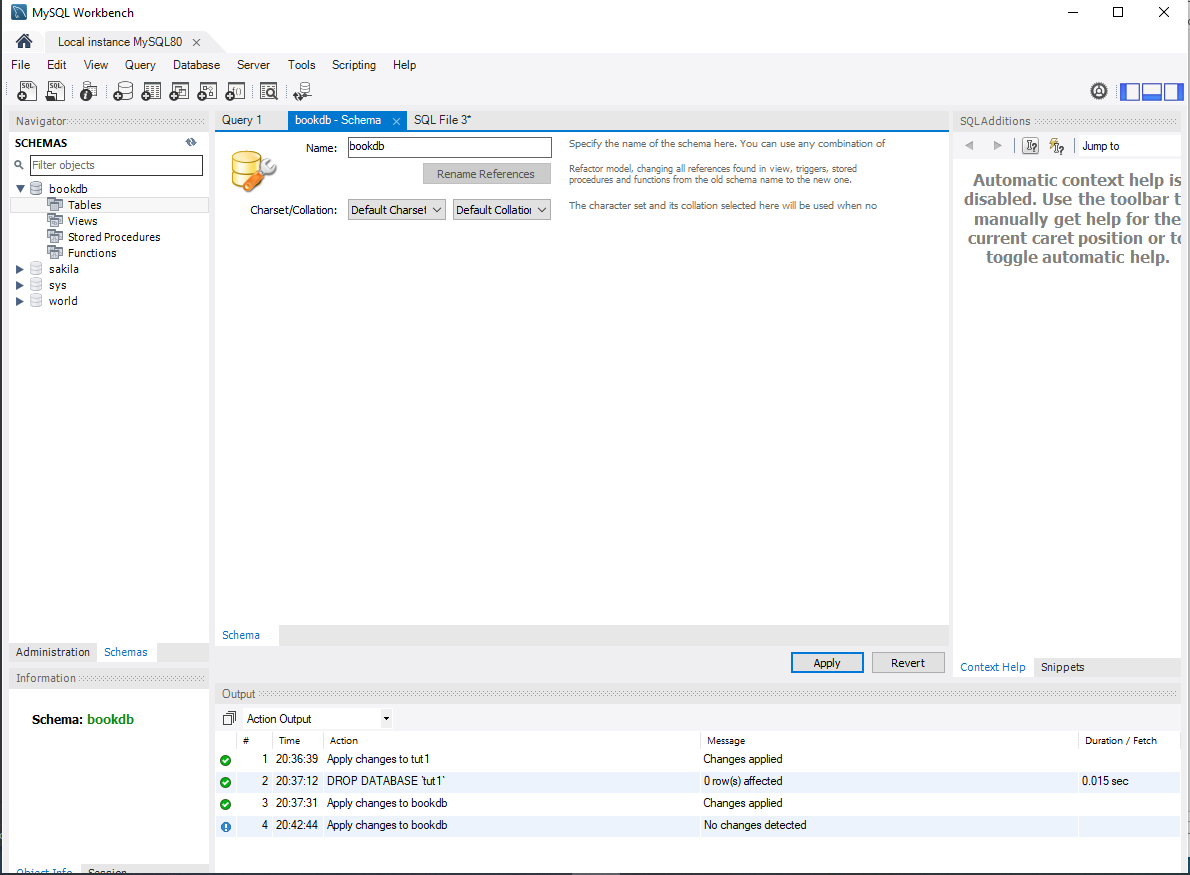 MySQL Workbench
Local instance MySQL80
File Edit View Query Database Server Tools Scripting Help
Navigator
SCHEMAS
Filter objects
bookdb
Tables
Views
Stored Procedures
Functions
sakila
sys
world
Administration Schemas
Information
Schema: bookdb
Object Info Session
Query 1 bookdb - Schema SQL File 3*
Name: bookdb
Specify the name of the schema here. You can use any combination of
Rename References
Refactor model, changing all references found in view, triggers, stored
procedures and functions from the old schema name to the new one.
Charset/Collation: Default Charset Default Collation
The character set and its collation selected here will be used when no
Schema
Apply Revert
SQLAdditions
Jump to
Automatic context help is
disabled. Use the toolbar t
manually get help for the
current caret position or to
toggle automatic help.
Context Help Snippets
Output
Action Output
# Time Action Message Duration / Fetch
1 20:36:39 Apply changes to tut1 Changes applied
2 20:37:12 DROP DATABASE `tut1` 0 row(s) affected 0.015 sec
3 20:37:31 Apply changes to bookdb Changes applied
4 20:42:44 Apply changes to bookdb No changes detected